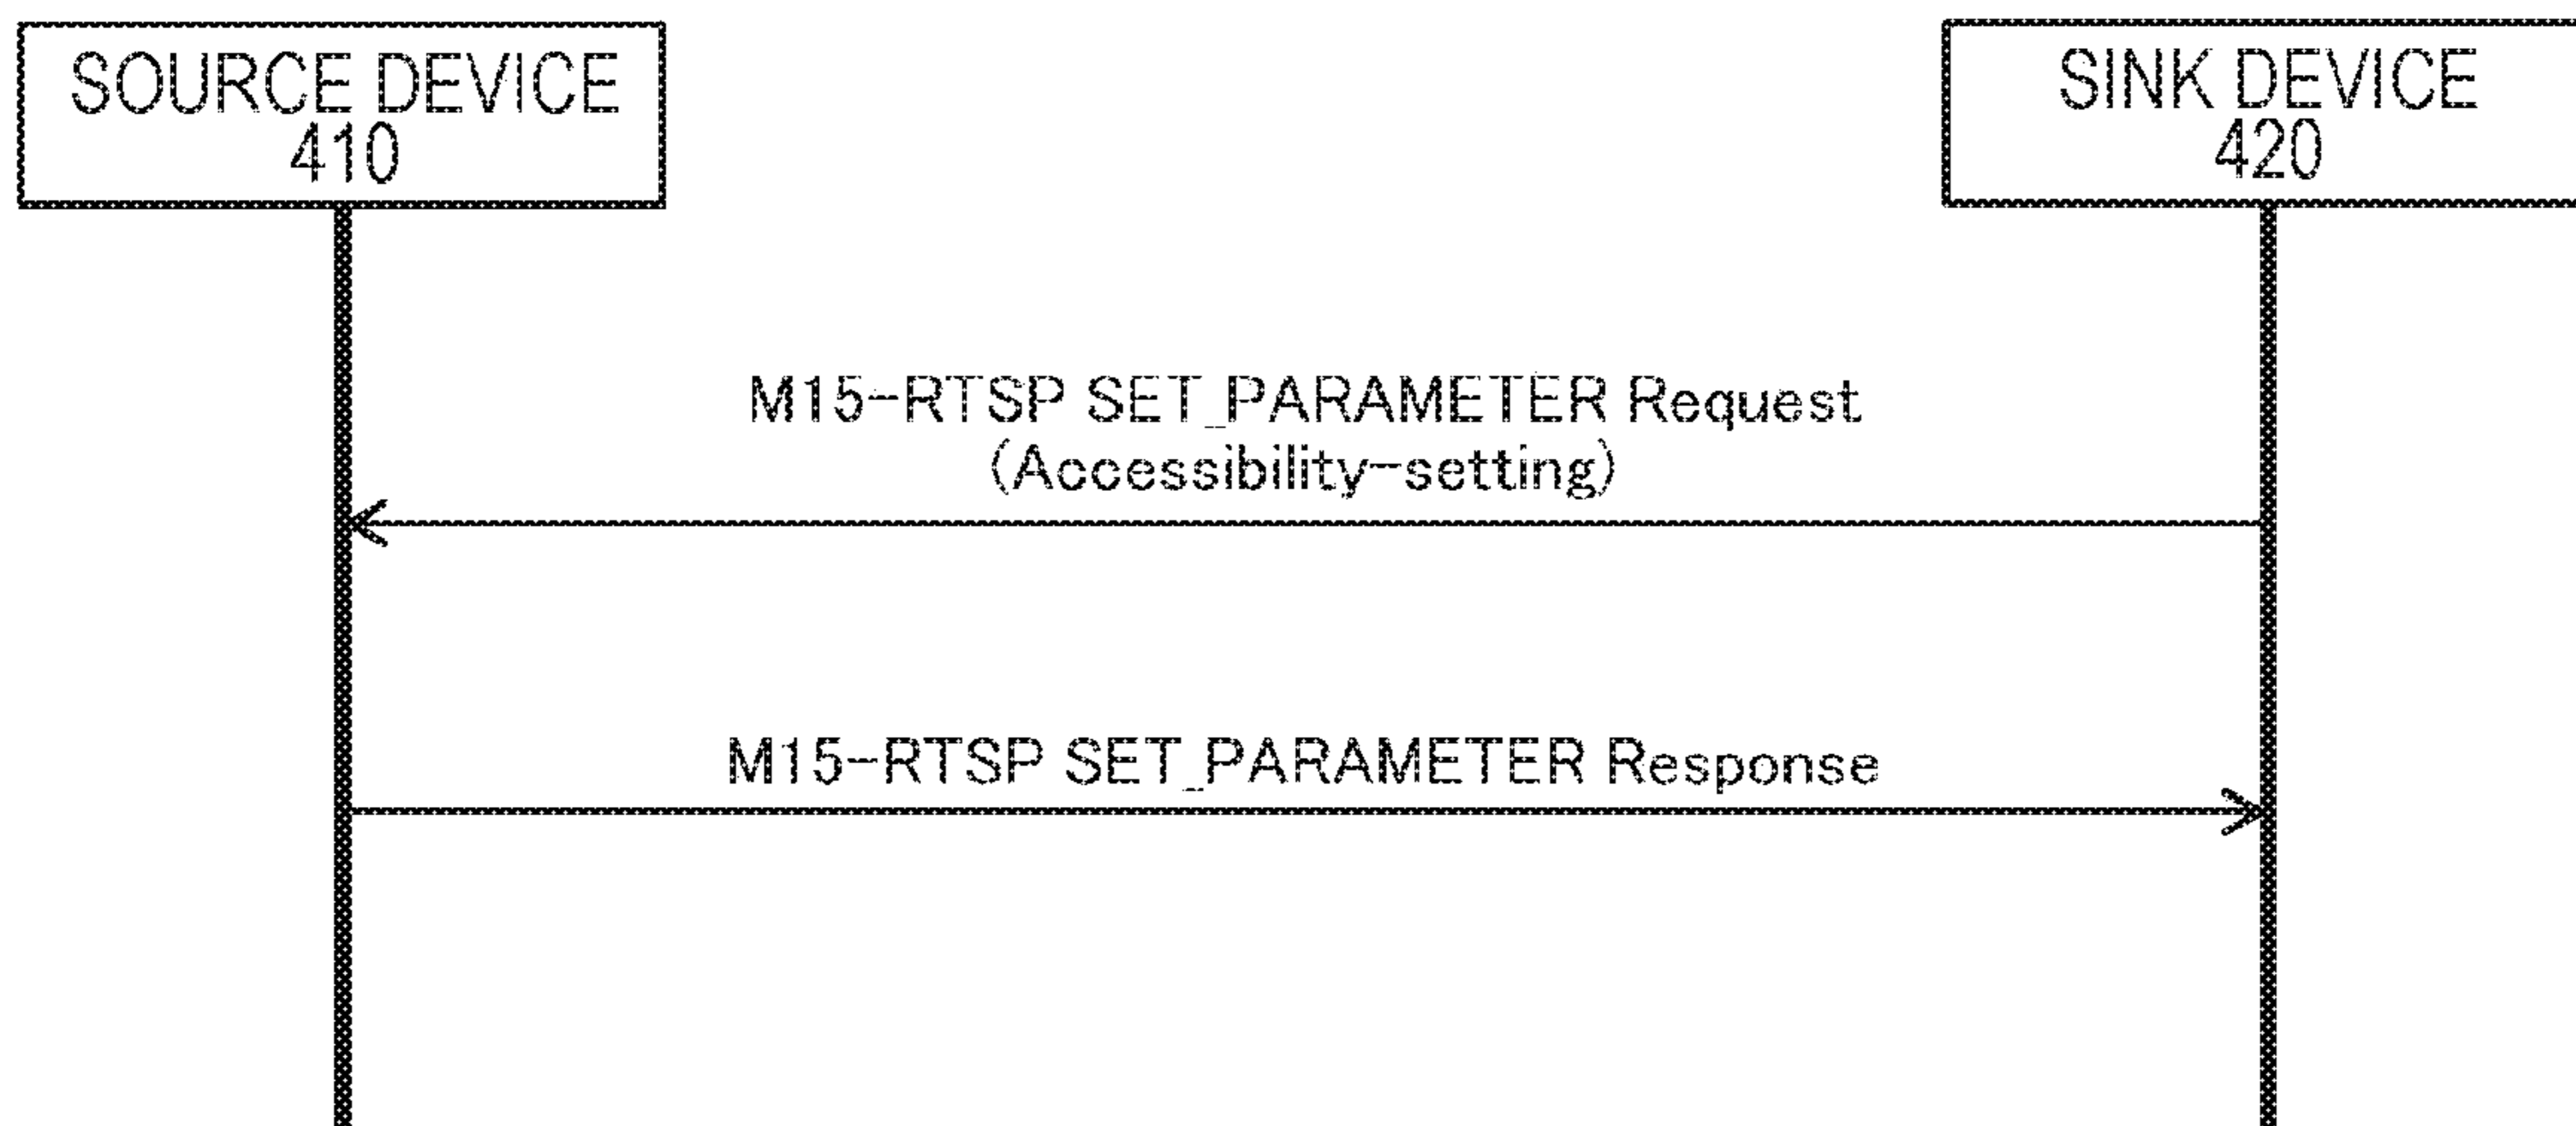 SOURCE DEVICE
410
SINK DEVICE
420
M15-RTSP SET_PARAMETER Request
(Accessibility-setting)
M15-RTSP SET_PARAMETER Response